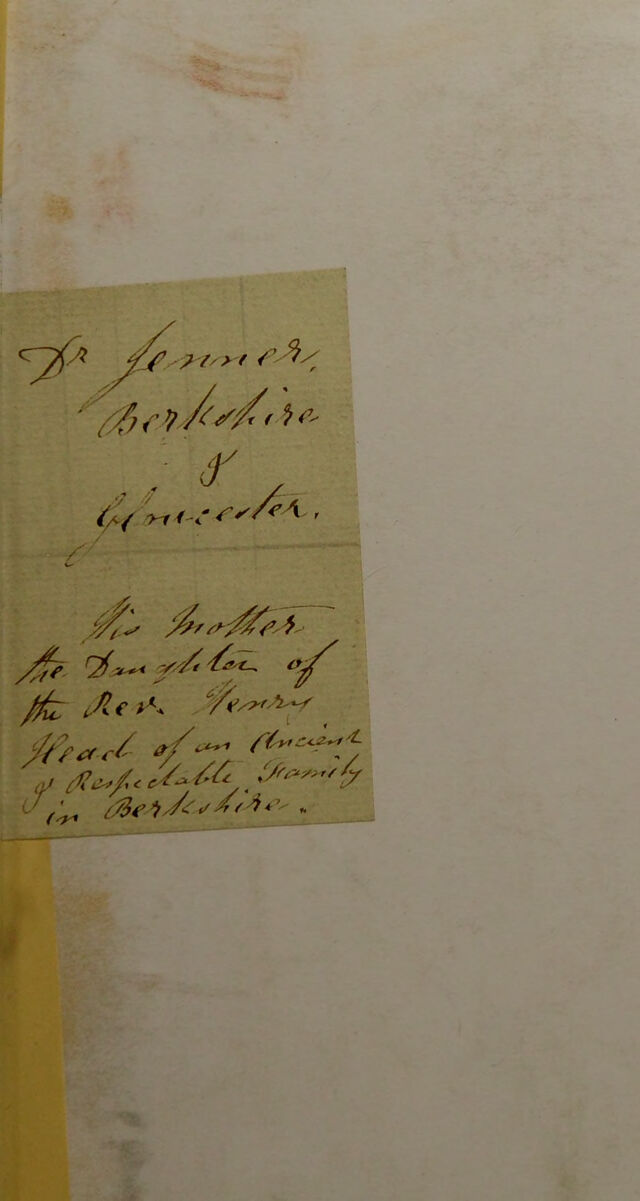 Dr Jenner.
Berkshire
&
Gloucester.
His Mother
the Daughter of
the Rev. Henry
Head of an Ancient
& Respectable Family
in Berkshire.